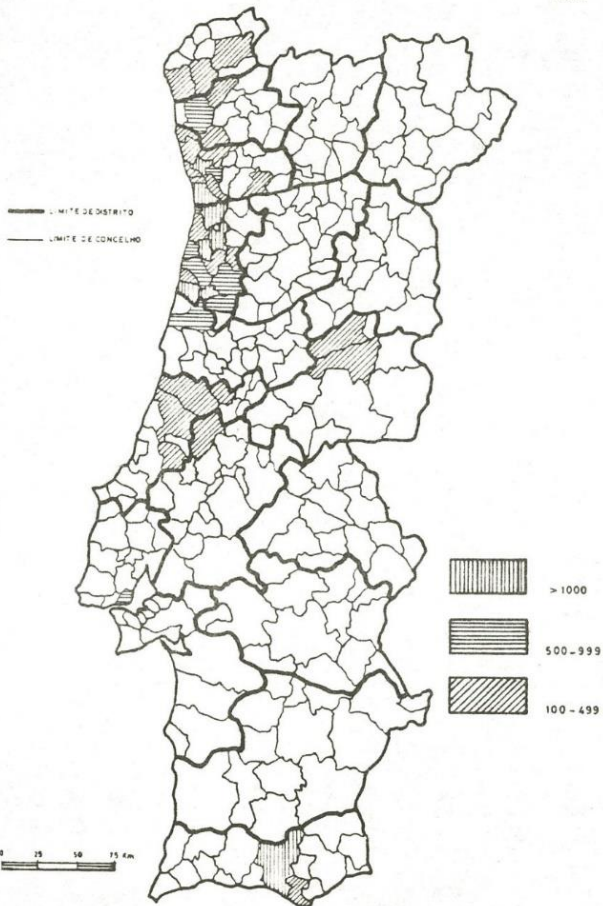 LIMITE DE DISTRITO
LIMITE DE CONCELHO
> 1000
500-999
100-499
0 25 50 75 Km